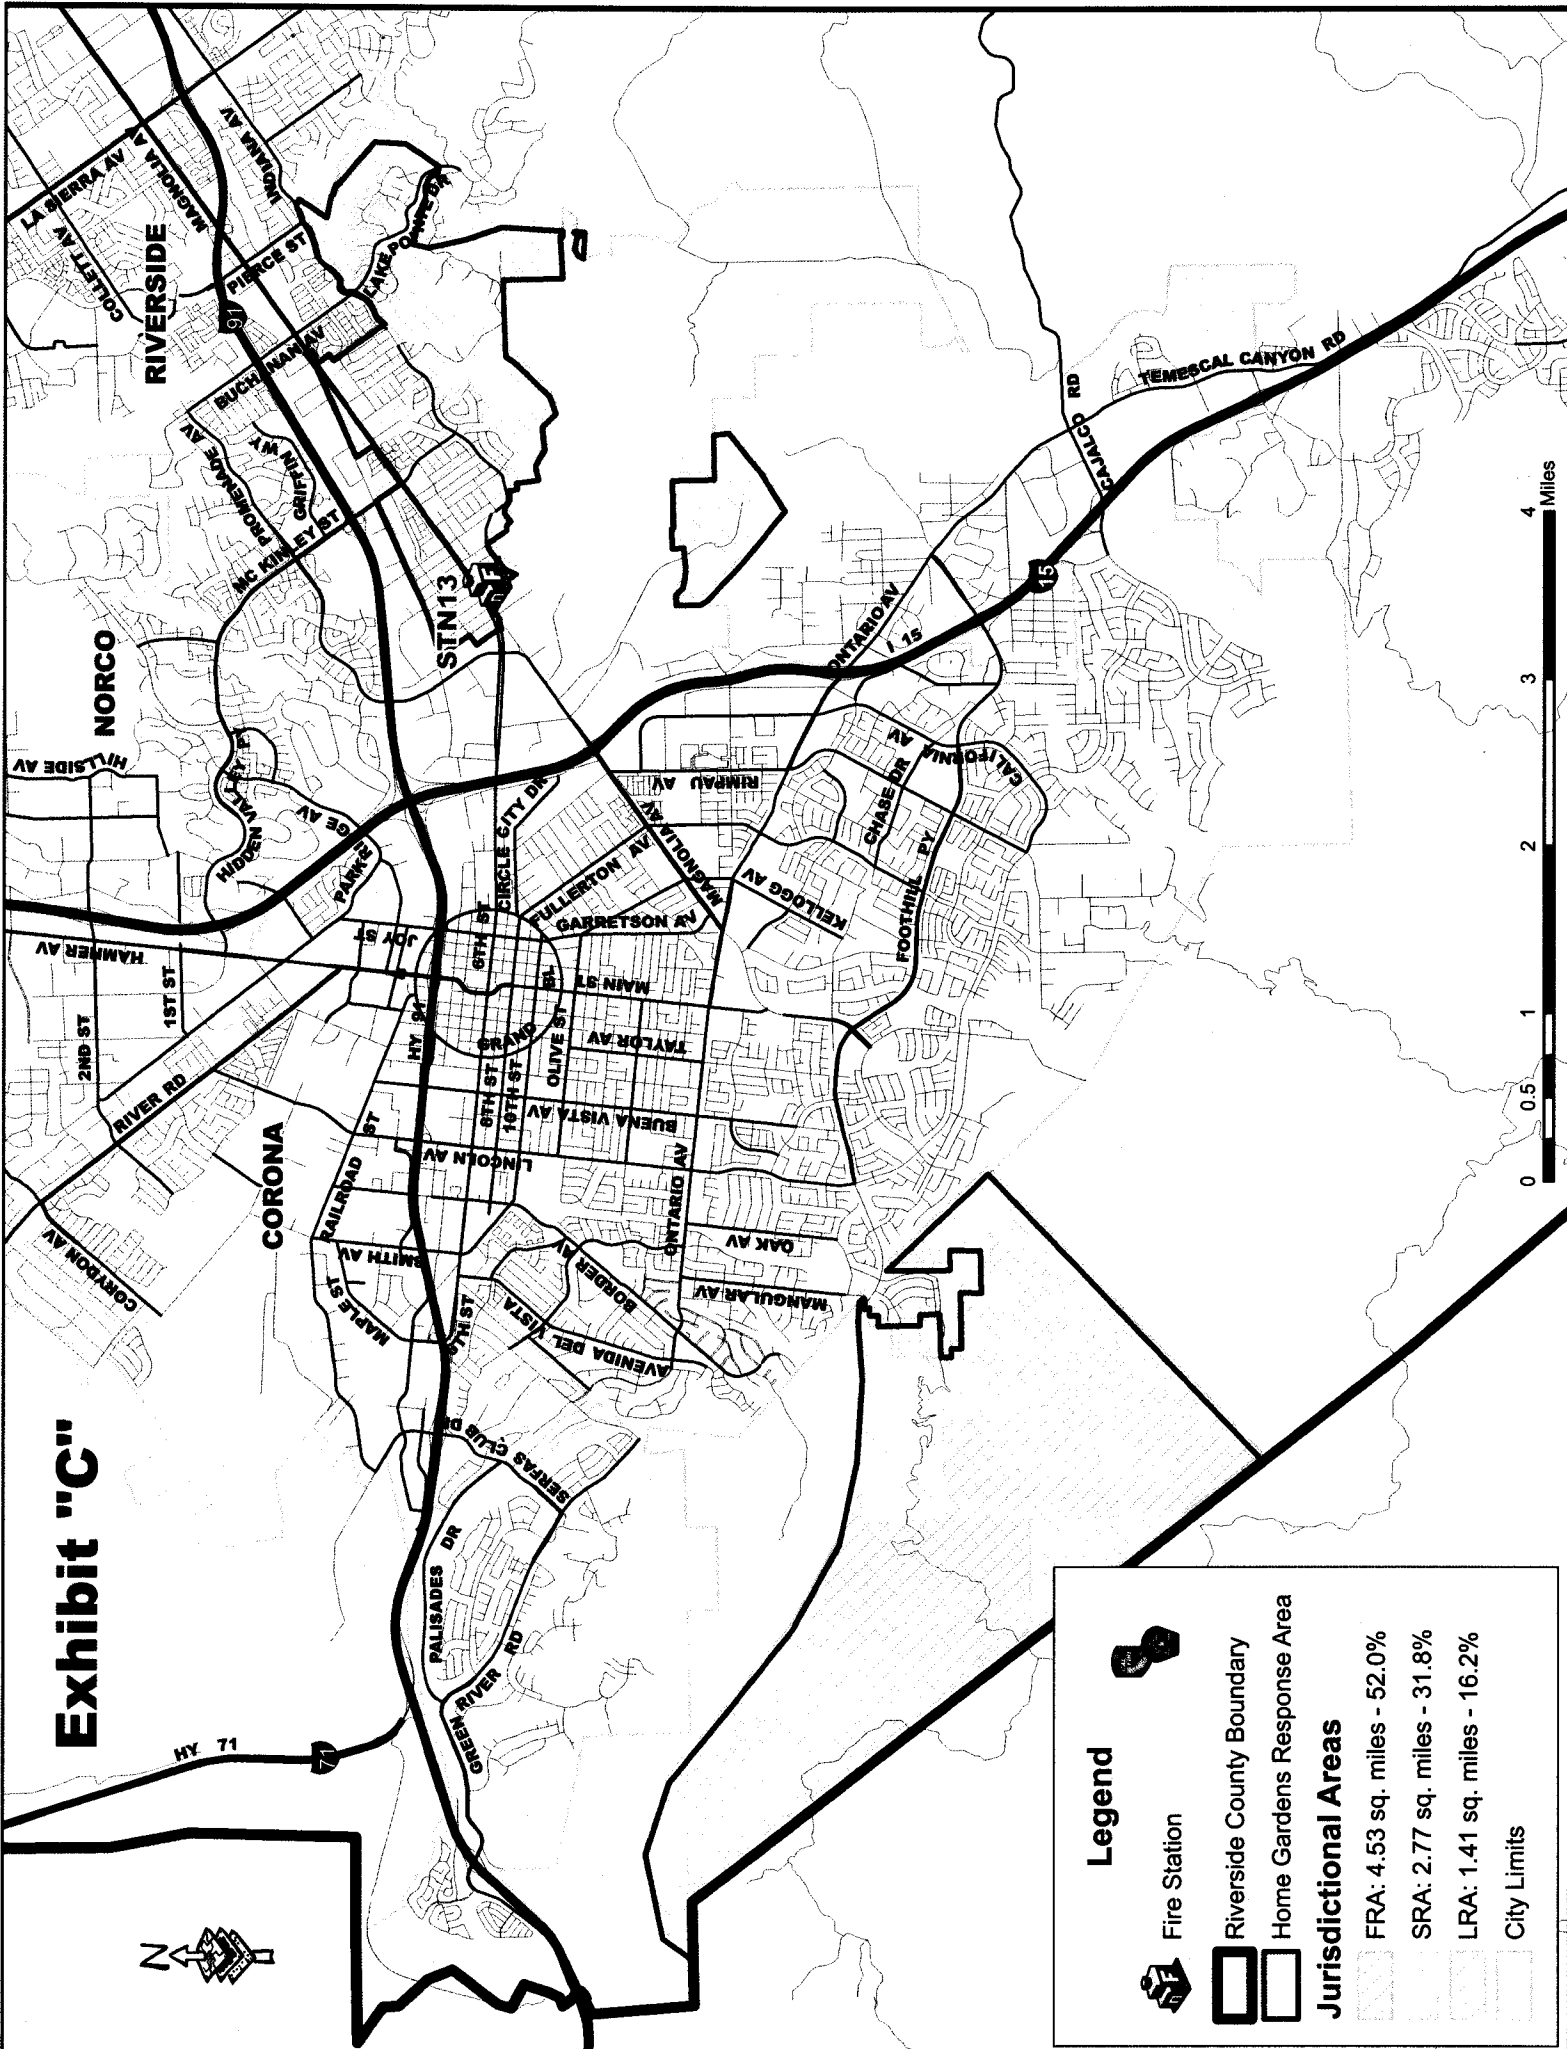 Exhibit "C"
N
HY 71
71
RIVERSIDE
NORCO
CORONA
LA SIERRA AV
COLLETT AV
MAGNOLIA AV
INDIANA AV
PIERCE ST
91
BUCHANAN AV
LAKE POINTE DR
PROMENADE AV
GRIFFIN WY
MC KINLEY ST
STN13
HILLSIDE AV
HIDDEN VALLEY PY
PARKRIDGE AV
HAMNER AV
2ND ST
1ST ST
RIVER RD
CORYDON AV
JOY ST
HY 91
RAILROAD ST
SMITH AV
MAPLE ST
6TH ST
6TH ST
8TH ST
10TH ST
GRAND BL
OLIVE ST
CIRCLE CITY DR
FULLERTON AV
GARRETSON AV
MAGNOLIA AV
RIMPAU AV
MAIN ST
TAYLOR AV
BUENA VISTA AV
LINCOLN AV
ONTARIO AV
OAK AV
MANGULAR AV
BORDER AV
AVENIDA DEL VISTA
SERFAS CLUB DR
PALISADES DR
GREEN RIVER RD
KELLOGG AV
CHASE DR
FOOTHILL PY
CALIFORNIA AV
ONTARIO AV
I 15
15
CAJALCO RD
TEMESCAL CANYON RD
Legend
Fire Station
Riverside County Boundary
Home Gardens Response Area
Jurisdictional Areas
FRA: 4.53 sq. miles - 52.0%
SRA: 2.77 sq. miles - 31.8%
LRA: 1.41 sq. miles - 16.2%
City Limits
0 0.5 1 2 3 4
Miles